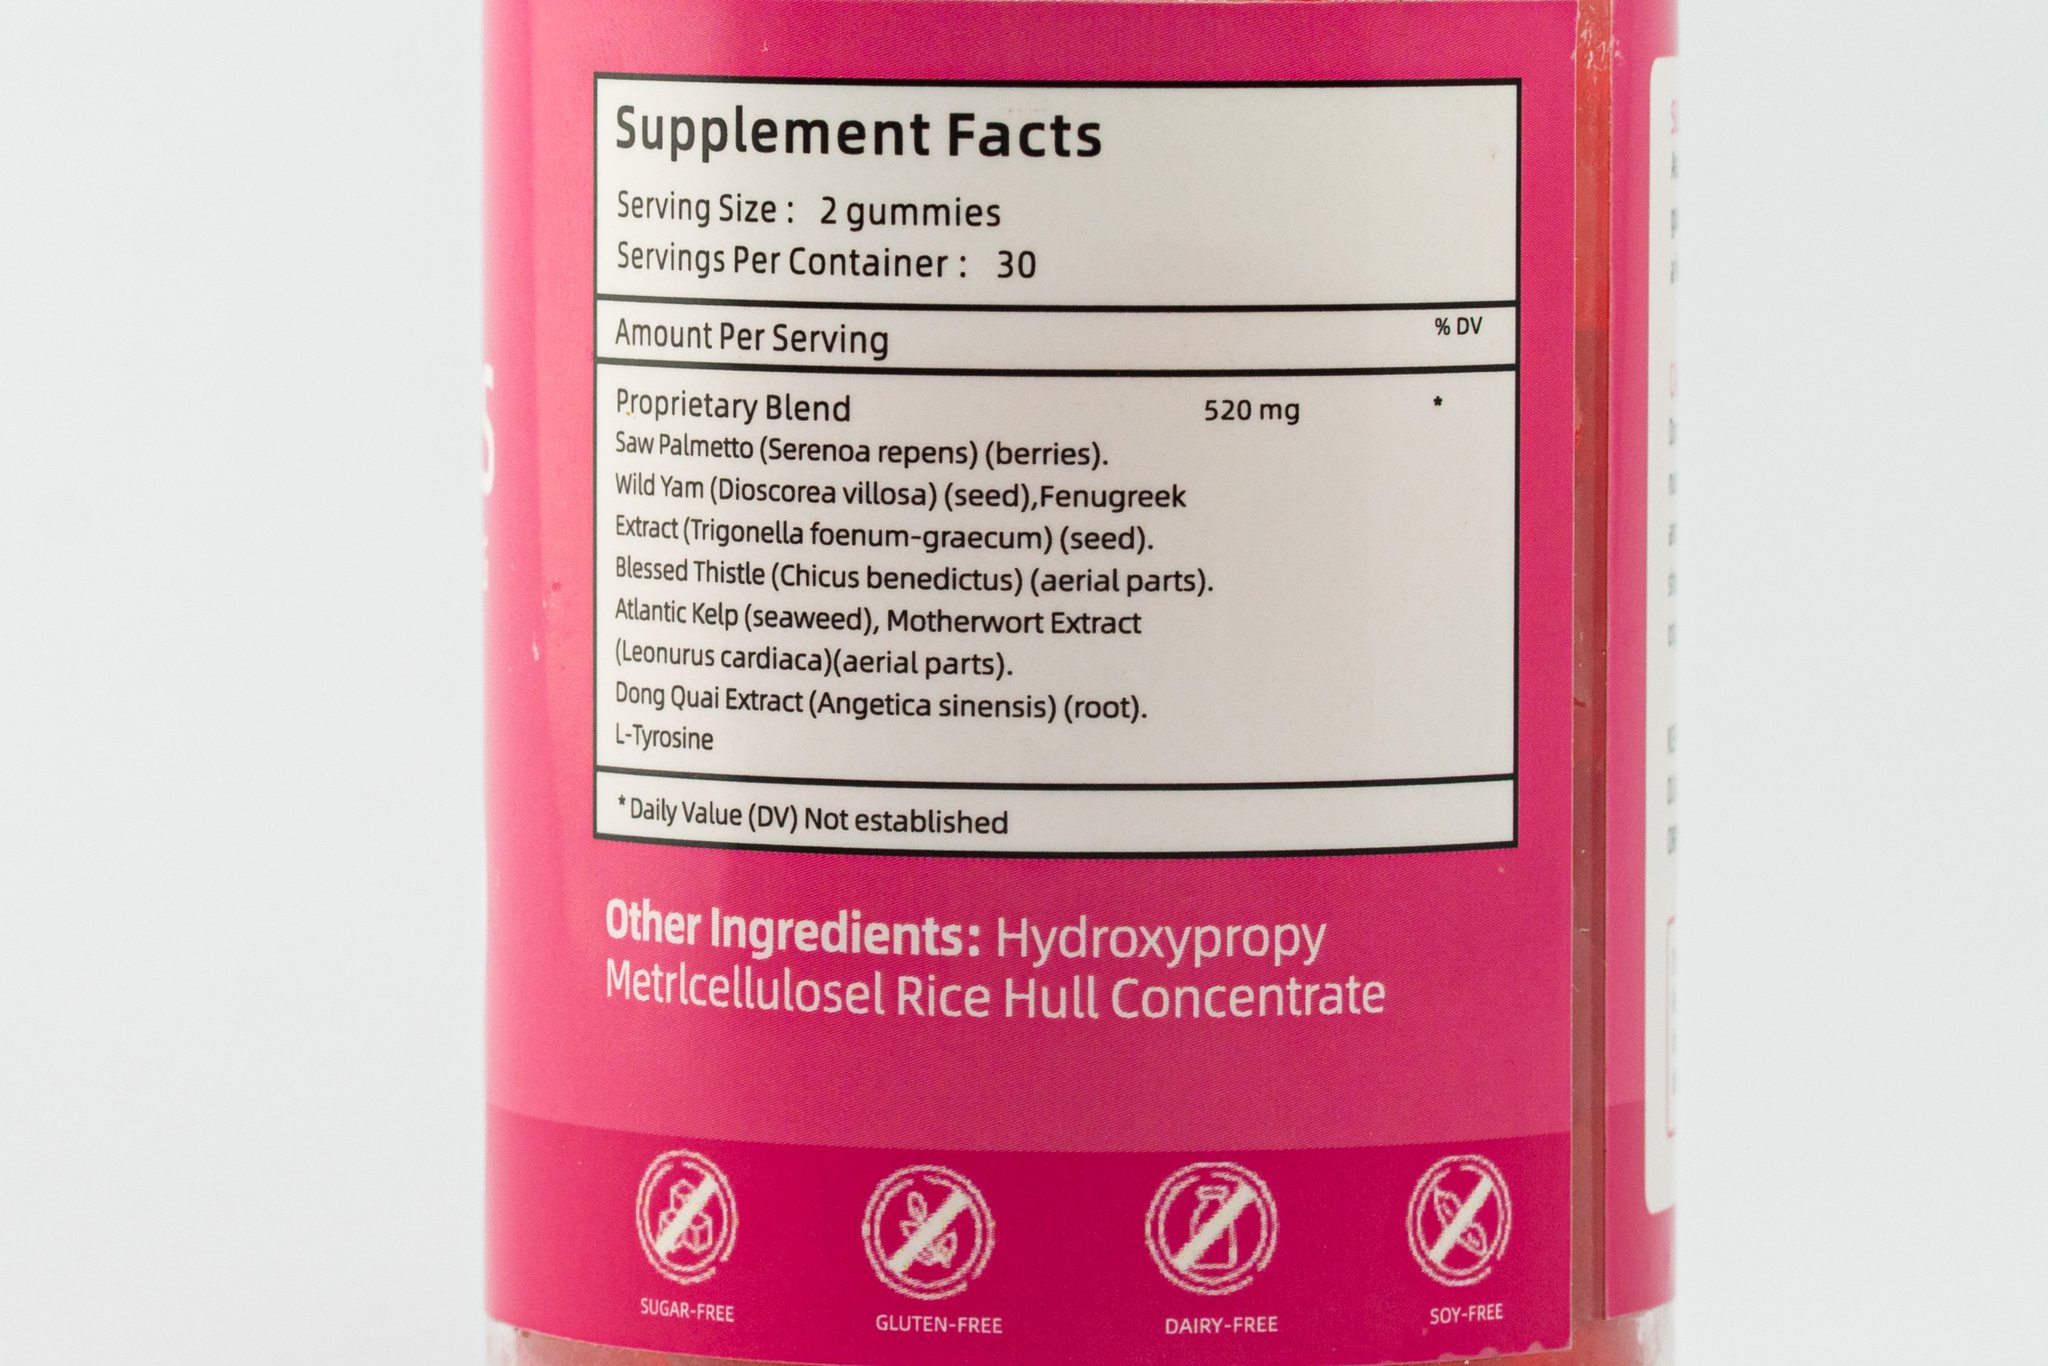 Supplement Facts
Serving Size : 2 gummies
Servings Per Container : 30
Amount Per Serving % DV
Proprietary Blend 520 mg *
Saw Palmetto (Serenoa repens) (berries).
Wild Yam (Dioscorea villosa) (seed),Fenugreek
Extract (Trigonella foenum-graecum) (seed).
Blessed Thistle (Chicus benedictus) (aerial parts).
Atlantic Kelp (seaweed), Motherwort Extract
(Leonurus cardiaca)(aerial parts).
Dong Quai Extract (Angetica sinensis) (root).
L-Tyrosine
* Daily Value (DV) Not established
Other Ingredients: Hydroxypropy
Metrlcellulosel Rice Hull Concentrate
SUGAR-FREE GLUTEN-FREE DAIRY-FREE SOY-FREE